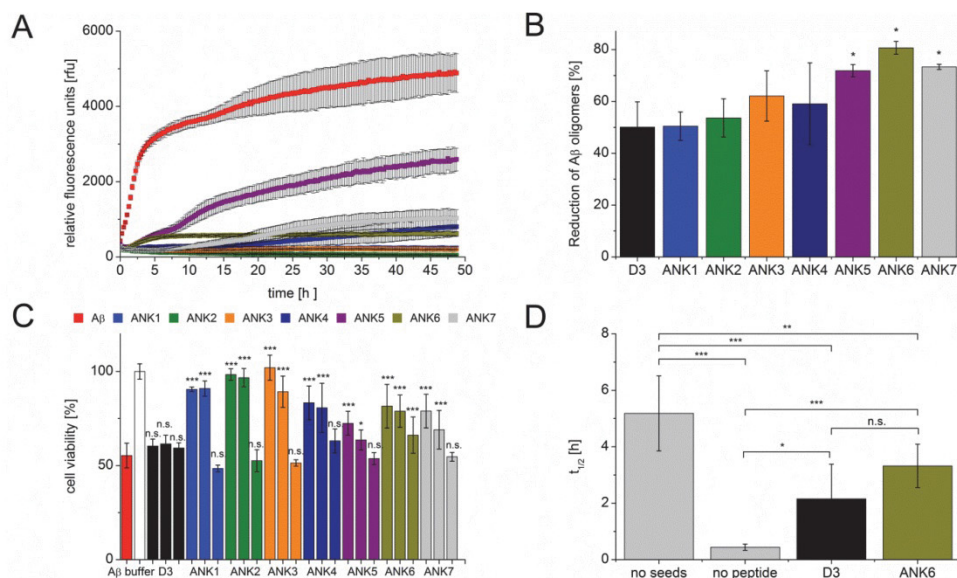 A
6000
4000
2000
0
0 5 10 15 20 25 30 35 40 45 50
relative fluorescence units [rfu]
time [h ]
B
80
60
40
20
0
Reduction of Aβ oligomers [%]
* * *
D3 ANK1 ANK2 ANK3 ANK4 ANK5 ANK6 ANK7
C
Aβ ANK1 ANK2 ANK3 ANK4 ANK5 ANK6 ANK7
100
50
0
cell viability [%]
n.s. n.s. n.s. *** *** n.s. *** *** n.s. *** *** n.s. *** *** n.s. *** * n.s. *** *** *** *** *** n.s.
Aβ buffer D3 ANK1 ANK2 ANK3 ANK4 ANK5 ANK6 ANK7
D
8
6
4
2
0
t1/2 [h]
**
***
***
***
n.s.
*
no seeds no peptide D3 ANK6